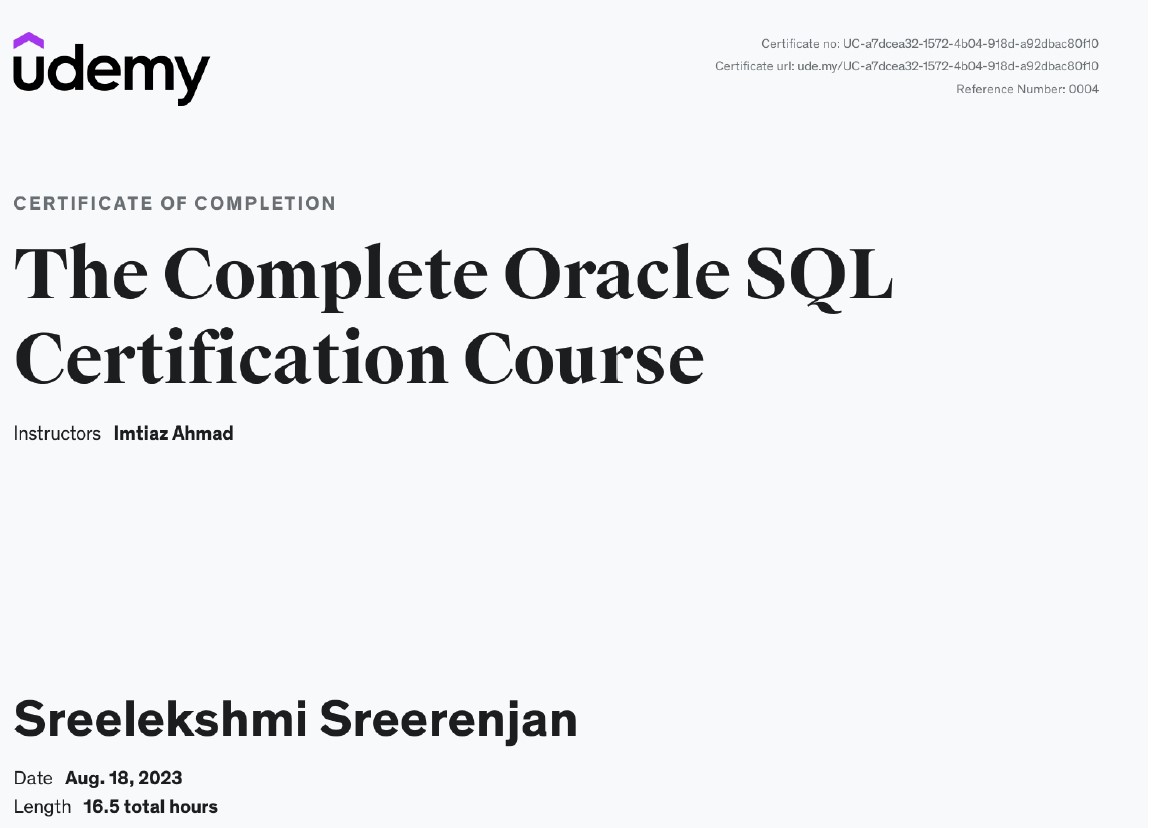 udemy
Certificate no: UC-a7dcea32-1572-4b04-918d-a92dbac80f10
Certificate url: ude.my/UC-a7dcea32-1572-4b04-918d-a92dbac80f10
Reference Number: 0004
CERTIFICATE OF COMPLETION
The Complete Oracle SQL
Certification Course
Instructors Imtiaz Ahmad
Sreelekshmi Sreerenjan
Date Aug. 18, 2023
Length 16.5 total hours